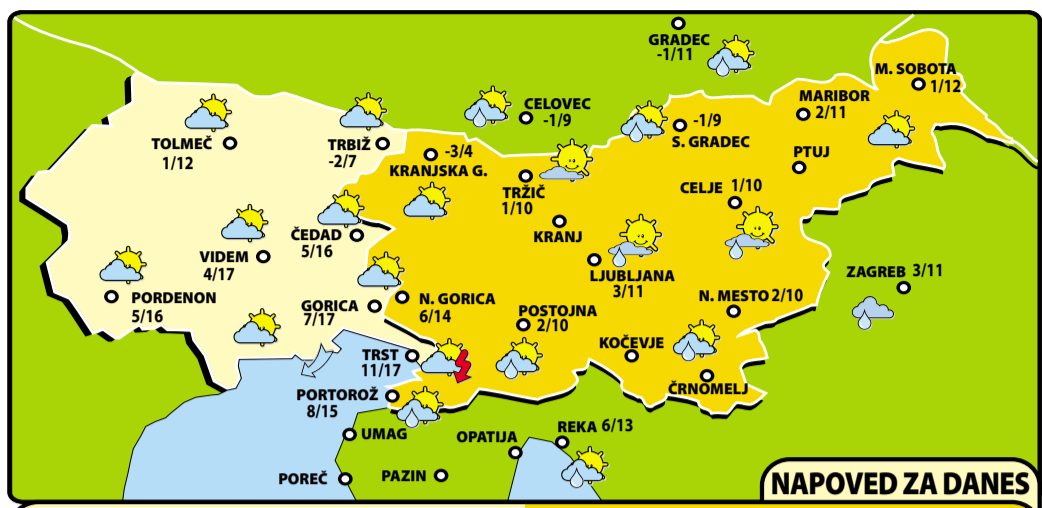 GRADEC
-1/11
M. SOBOTA
1/12
MARIBOR
2/11
CELOVEC
-1/9
-1/9
S. GRADEC
TOLMEČ
1/12
TRBIŽ
-2/7
-3/4
KRANJSKA G.
PTUJ
TRŽIČ
1/10
CELJE 1/10
KRANJ
ČEDAD
5/16
VIDEM
4/17
LJUBLJANA
3/11
ZAGREB 3/11
PORDENON
5/16
GORICA
7/17
N. GORICA
6/14
N. MESTO 2/10
POSTOJNA
2/10
KOČEVJE
TRST
11/17
ČRNOMELJ
PORTOROŽ
8/15
UMAG
OPATIJA
REKA 6/13
POREČ
PAZIN
NAPOVED ZA DANES